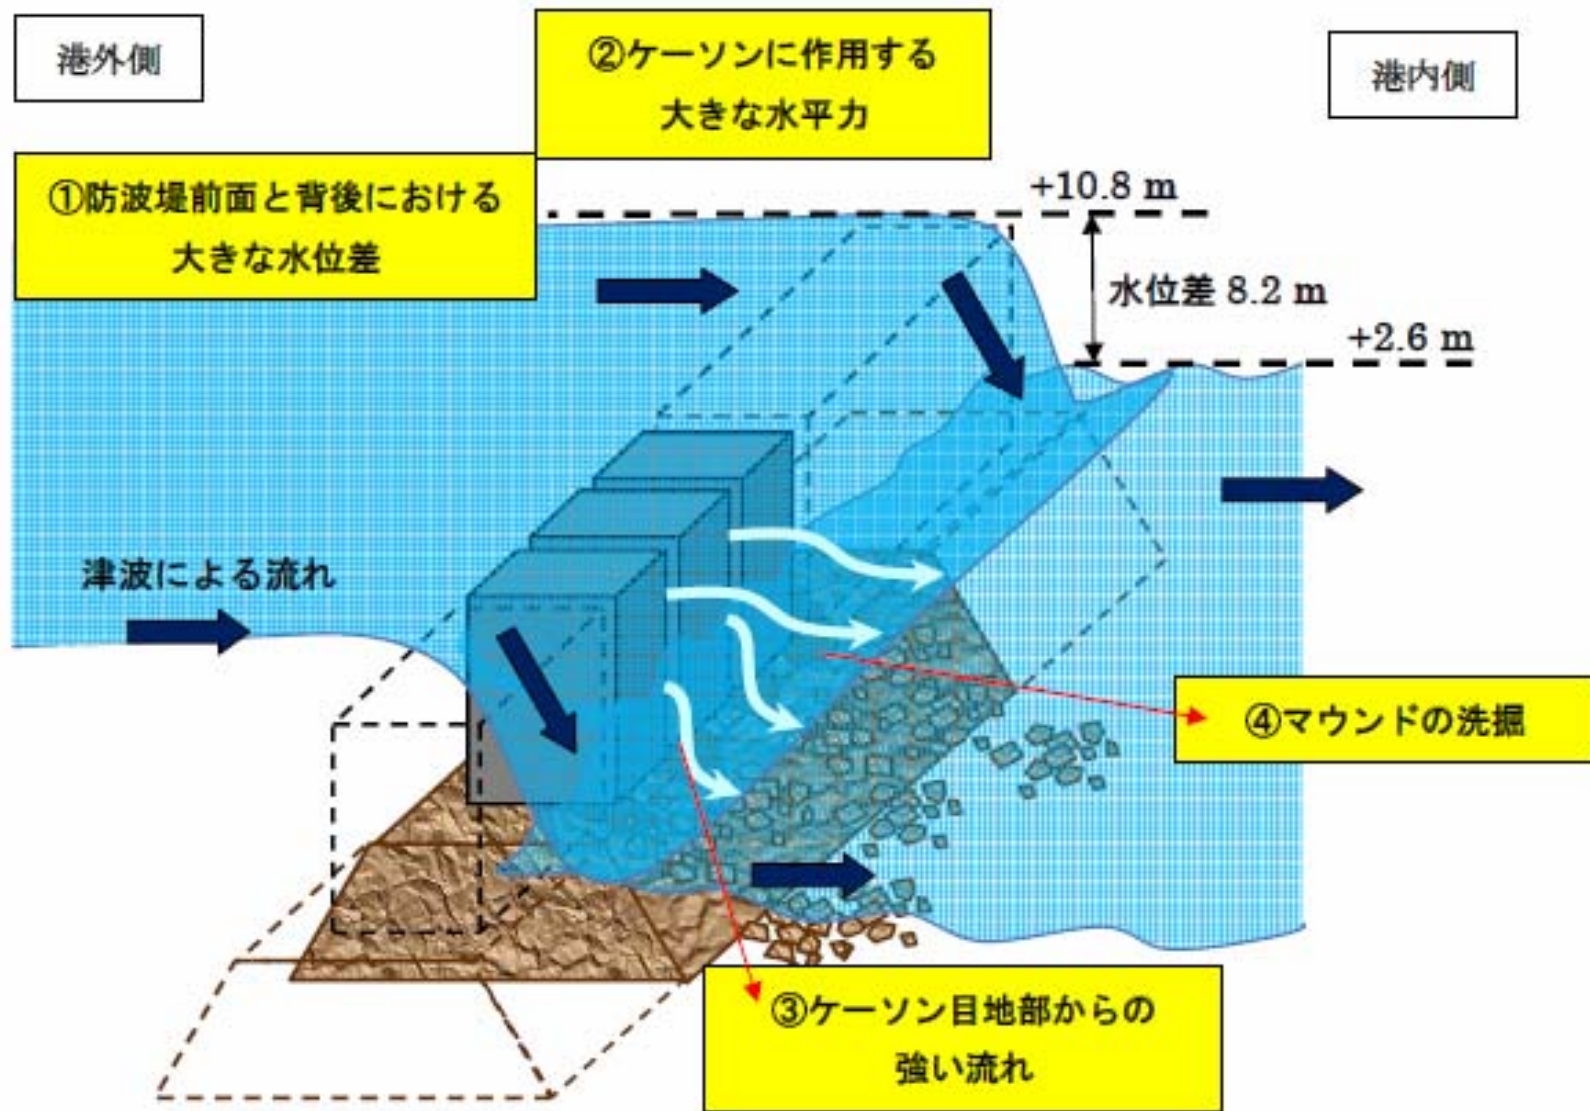 港外側
②ケーソンに作用する
大きな水平力
港内側
①防波堤前面と背後における
大きな水位差
+10.8 m
水位差 8.2 m
+2.6 m
津波による流れ
④マウンドの洗掘
③ケーソン目地部からの
強い流れ